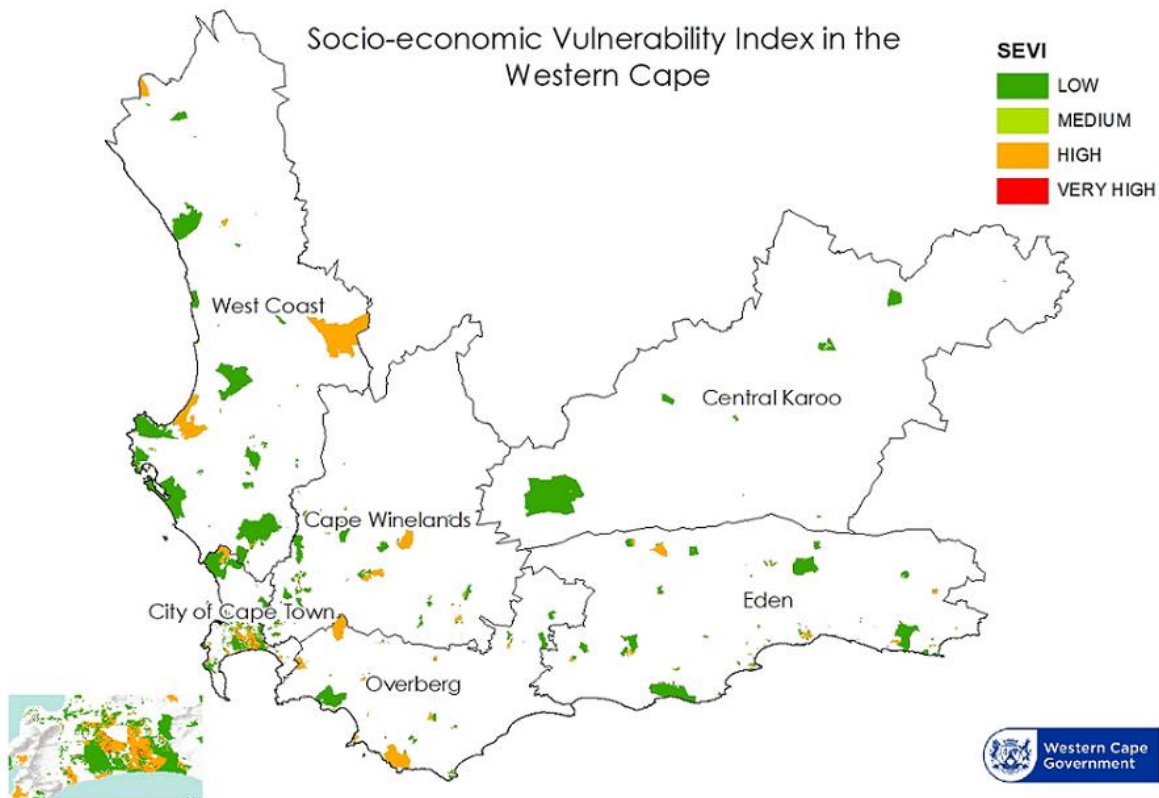 Socio-economic Vulnerability Index in the
Western Cape
SEVI
LOW
MEDIUM
HIGH
VERY HIGH
West Coast
Central Karoo
Cape Winelands
City of Cape Town
Eden
Overberg
Western Cape
Government